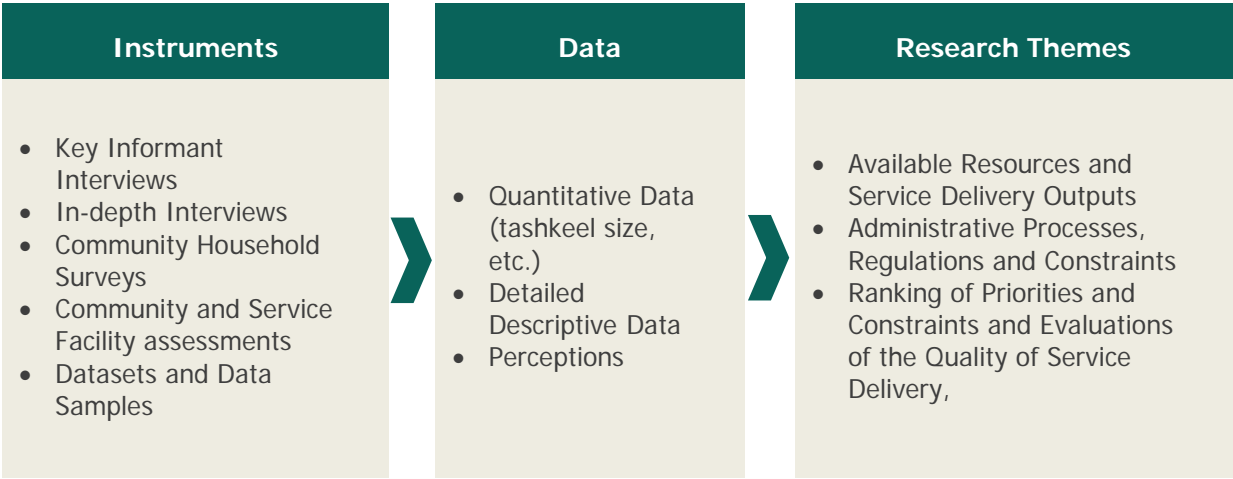 Instruments
• Key Informant
Interviews
• In-depth Interviews
• Community Household
Surveys
• Community and Service
Facility assessments
• Datasets and Data
Samples
Data
• Quantitative Data
(tashkeel size,
etc.)
• Detailed
Descriptive Data
• Perceptions
Research Themes
• Available Resources and
Service Delivery Outputs
• Administrative Processes,
Regulations and Constraints
• Ranking of Priorities and
Constraints and Evaluations
of the Quality of Service
Delivery,